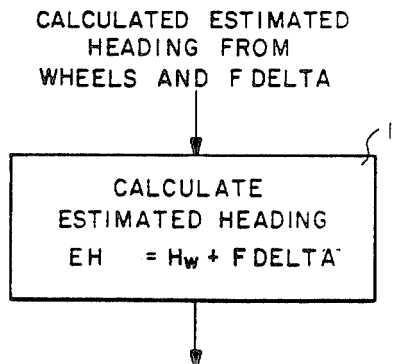 CALCULATED ESTIMATED
HEADING FROM
WHEELS AND F DELTA
1
CALCULATE
ESTIMATED HEADING
EH = Hw + F DELTA